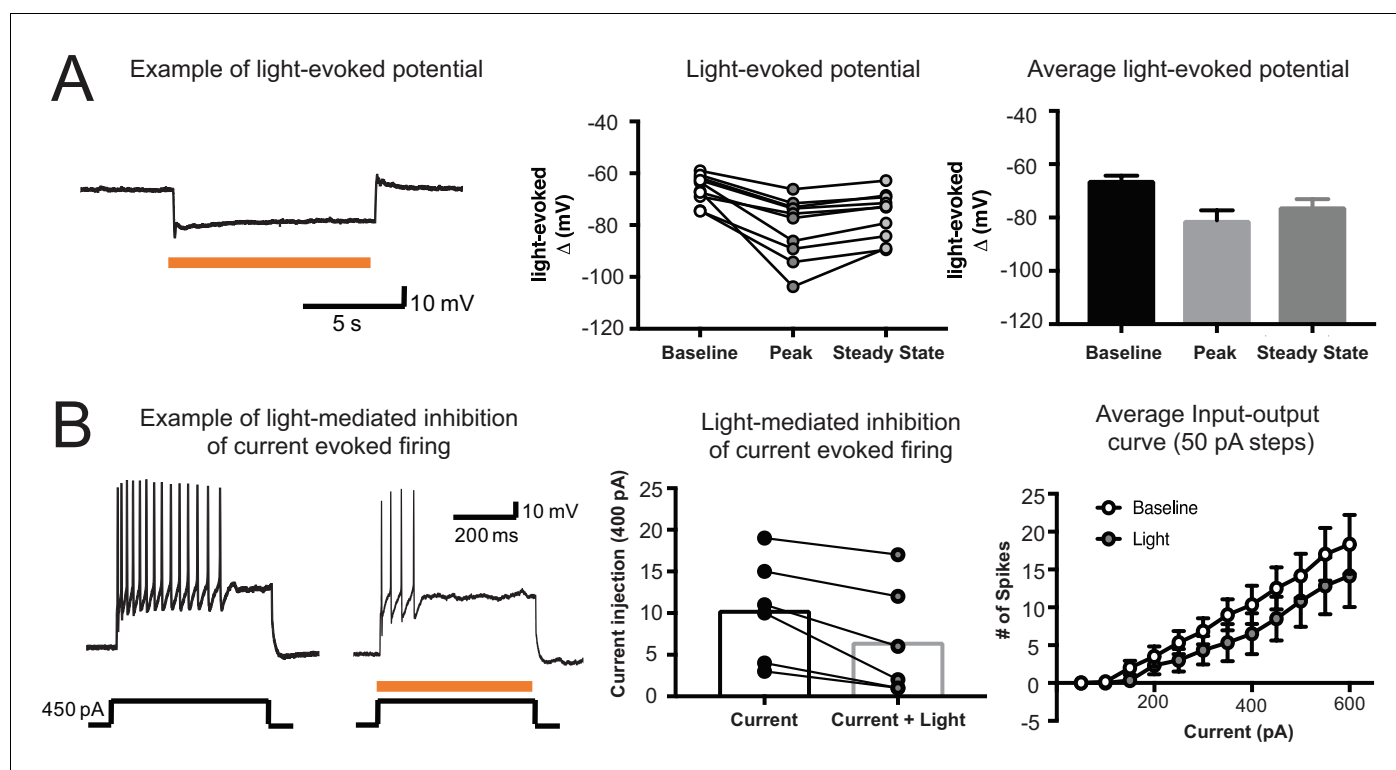 A
Example of light-evoked potential
10 mV
5 s
Light-evoked potential
light-evoked
Δ (mV)
-40
-60
-80
-100
-120
Baseline
Peak
Steady State
Average light-evoked potential
light-evoked
Δ (mV)
-40
-60
-80
-100
-120
Baseline
Peak
Steady State
B
Example of light-mediated inhibition
of current evoked firing
10 mV
200 ms
450 pA
Light-mediated inhibition
of current evoked firing
Current injection (400 pA)
25
20
15
10
5
0
Current
Current + Light
Average Input-output
curve (50 pA steps)
# of Spikes
25
20
15
10
5
0
-5
Baseline
Light
200
400
600
Current (pA)